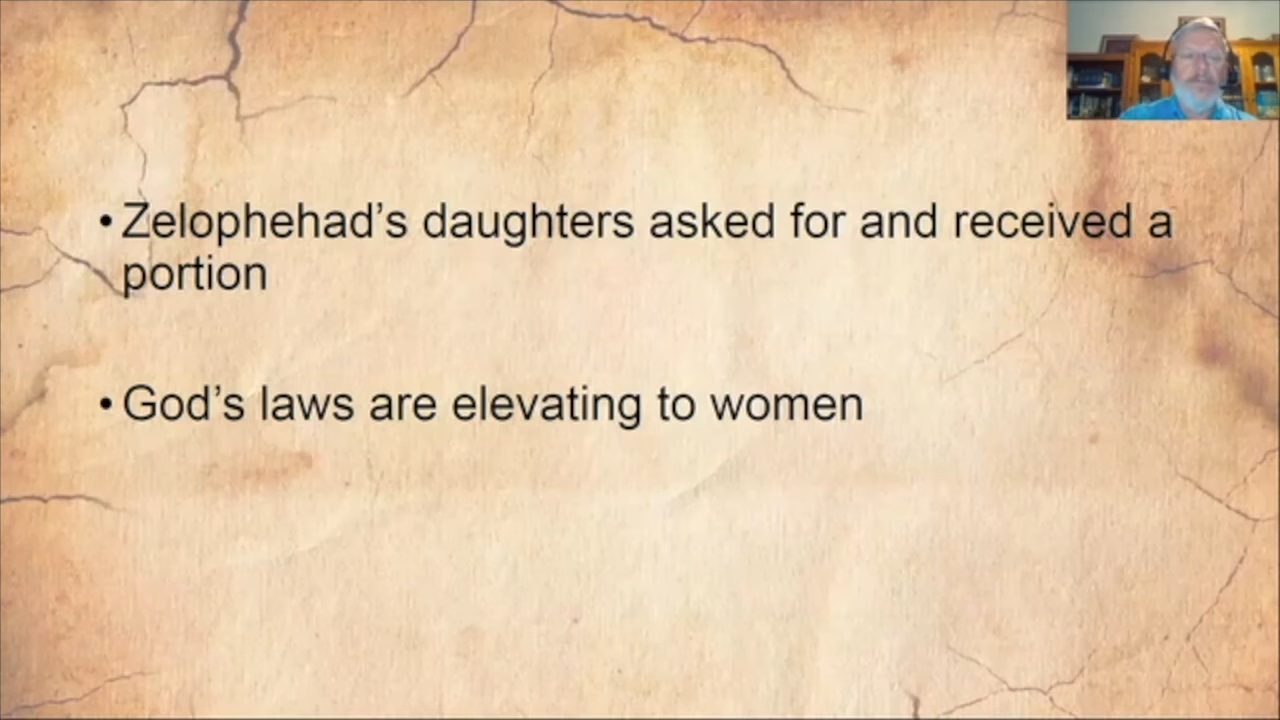 • Zelophehad’s daughters asked for and received a
portion
• God’s laws are elevating to women